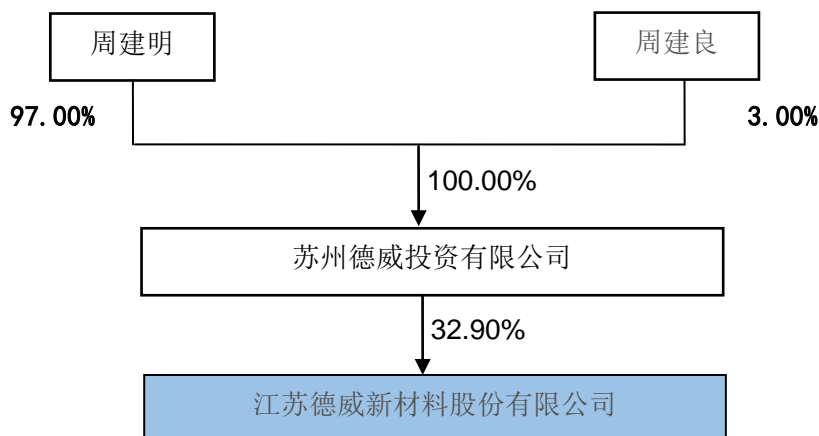 周建明
周建良
97.00%
3.00%
100.00%
苏州德威投资有限公司
32.90%
江苏德威新材料股份有限公司